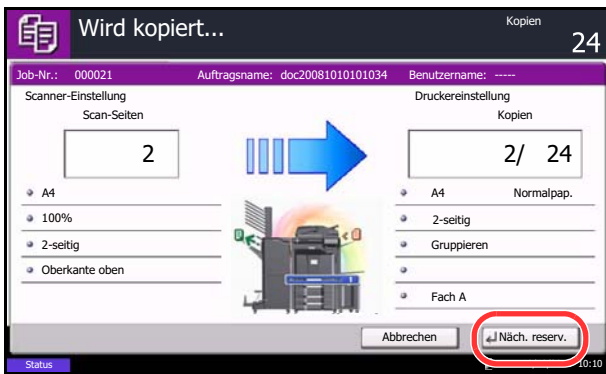 Wird kopiert...
Kopien
24
Job-Nr.: 000021 Auftragsname: doc20081010101034 Benutzername: -----
Scanner-Einstellung
Scan-Seiten
2
A4
100%
2-seitig
Oberkante oben
Druckereinstellung
Kopien
2/ 24
A4 Normalpap.
2-seitig
Gruppieren
Fach A
Abbrechen
Näch. reserv.
Status
10:10